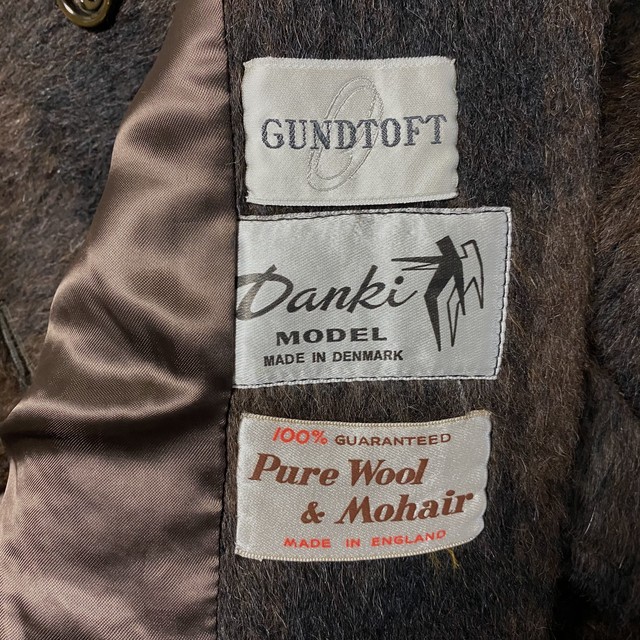 GUNDTOFT
Danki
MODEL
MADE IN DENMARK
100% GUARANTEED
Pure Wool
& Mohair
MADE IN ENGLAND